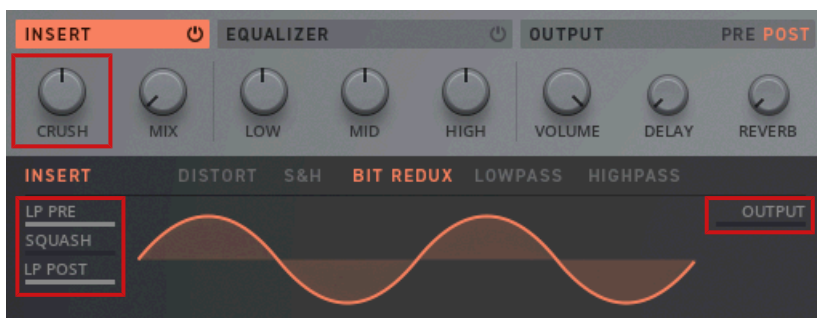 INSERT EQUALIZER OUTPUT PRE POST
CRUSH MIX LOW MID HIGH VOLUME DELAY REVERB
INSERT DISTORT S&H BIT REDUX LOWPASS HIGHPASS
LP PRE OUTPUT
SQUASH
LP POST